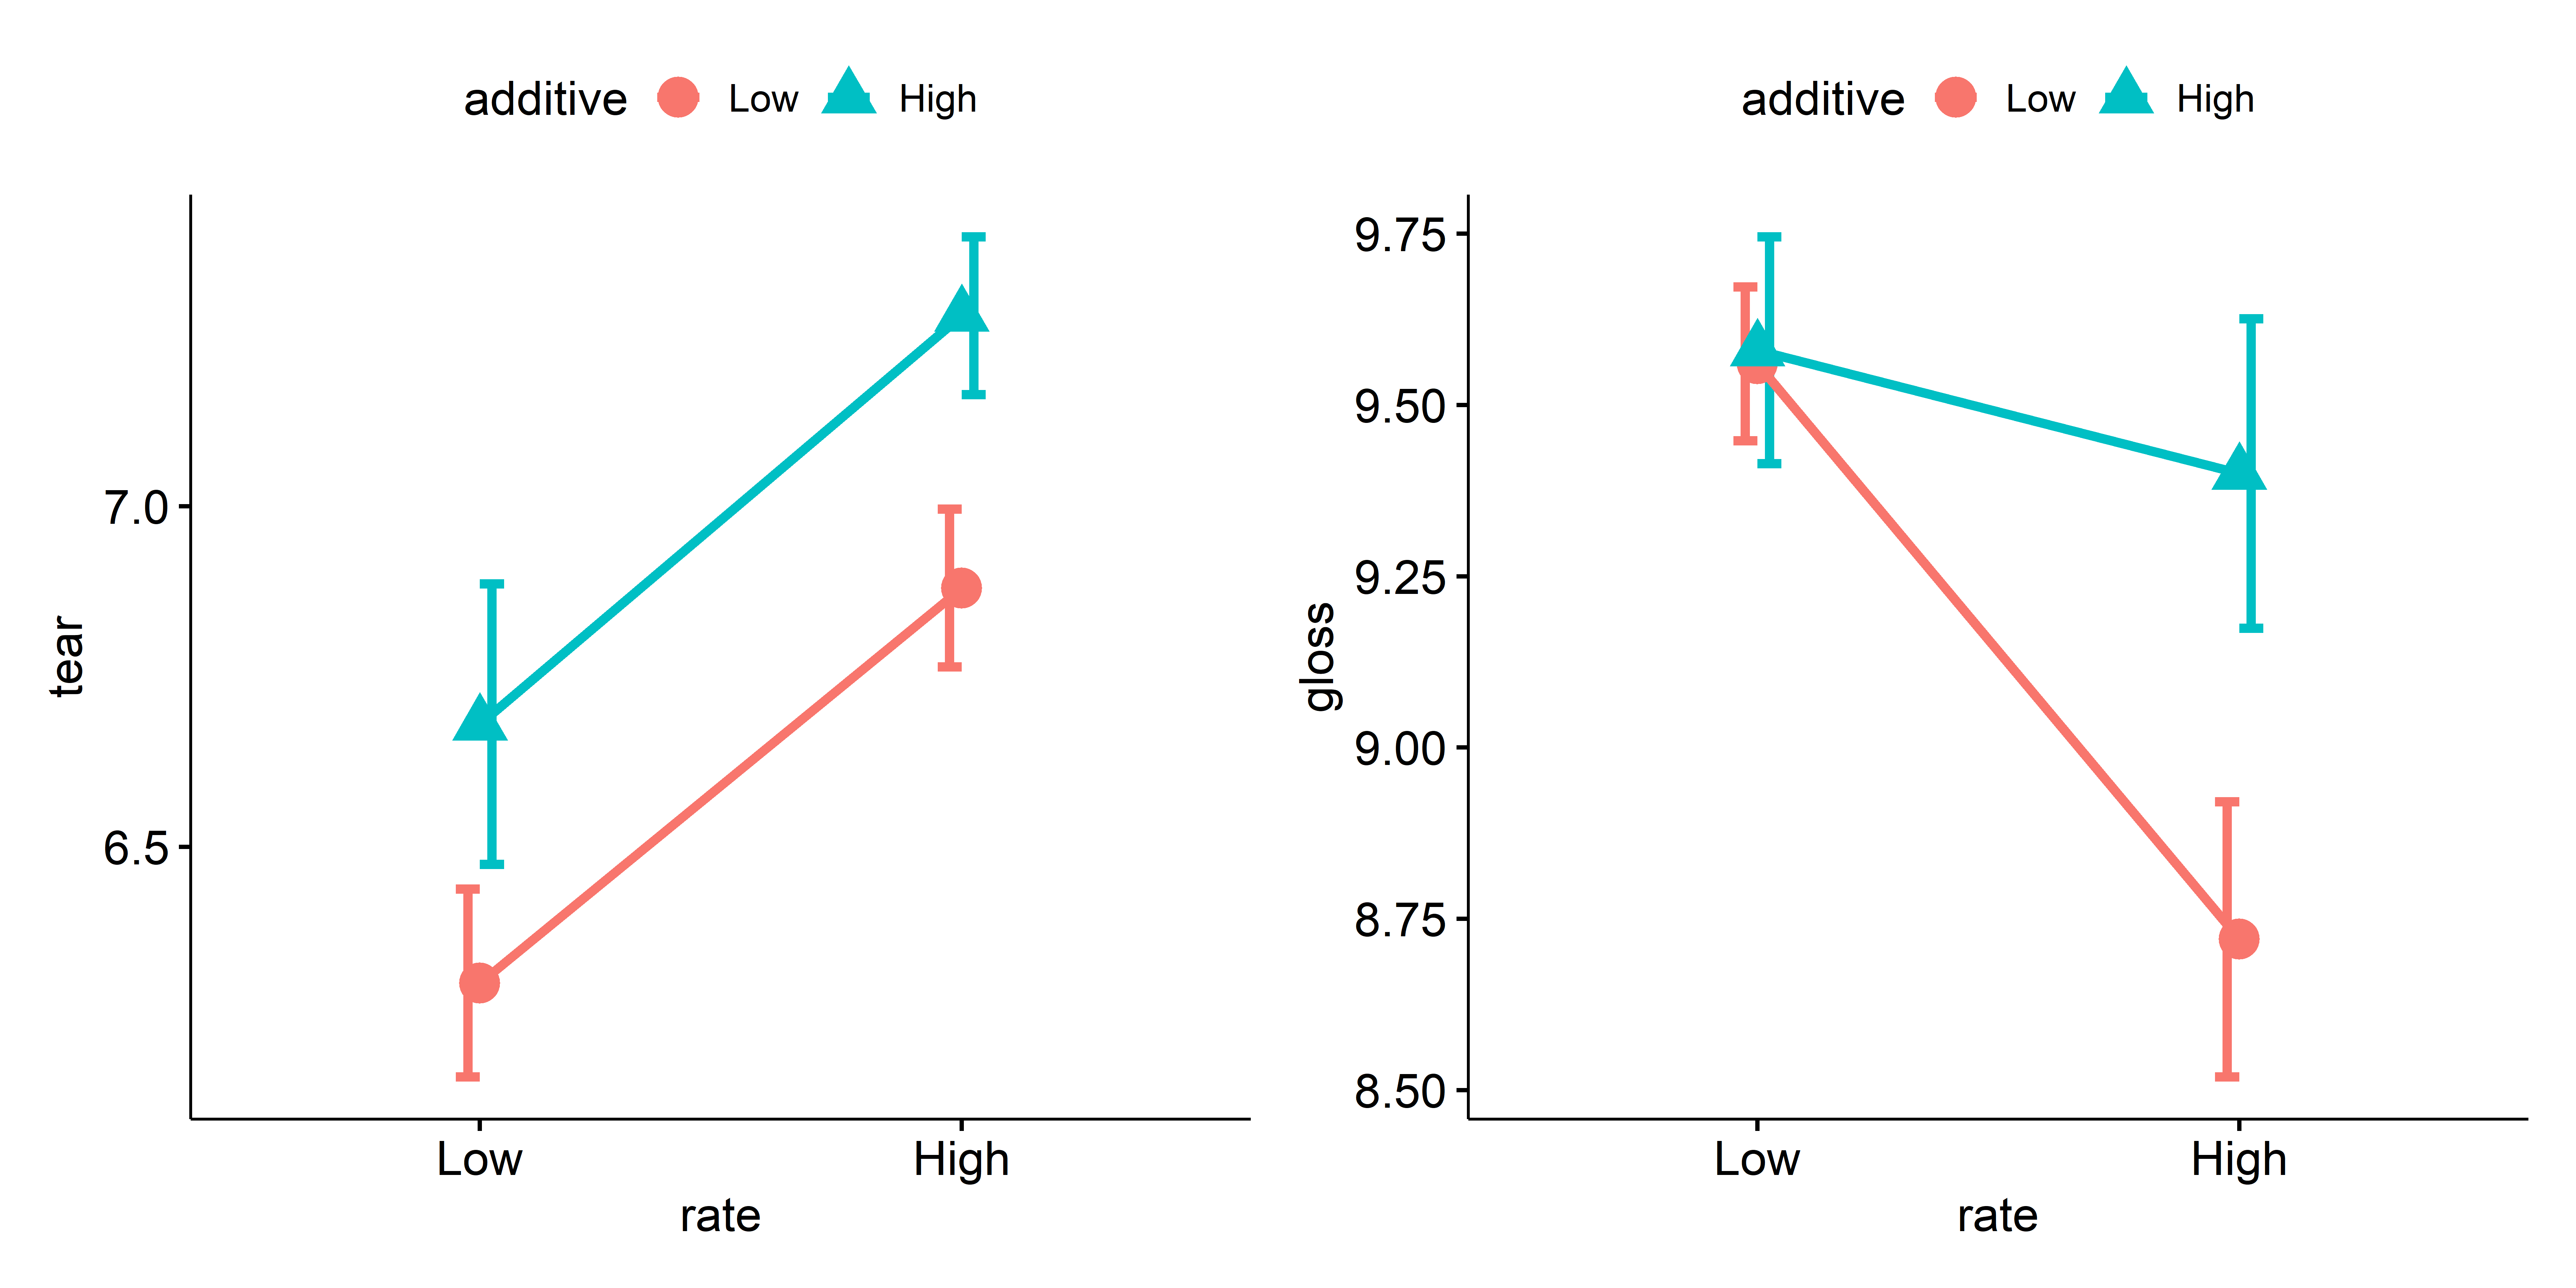 additive Low High
tear
7.0
6.5
Low High
rate
additive Low High
gloss
9.75
9.50
9.25
9.00
8.75
8.50
Low High
rate